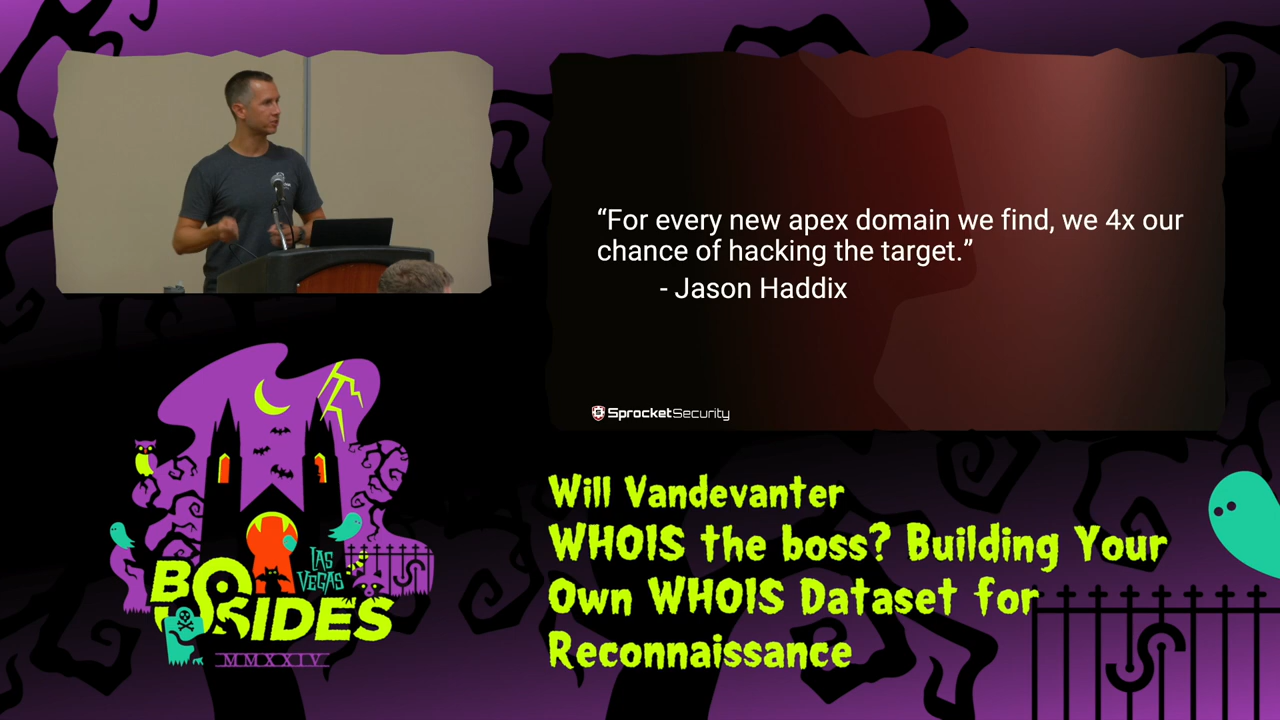 “For every new apex domain we find, we 4x our
chance of hacking the target.”
- Jason Haddix
SprocketSecurity
LAS
VEGAS
BSIDES
MMXXIV
Will Vandevanter
WHOIS the boss? Building Your
Own WHOIS Dataset for
Reconnaissance